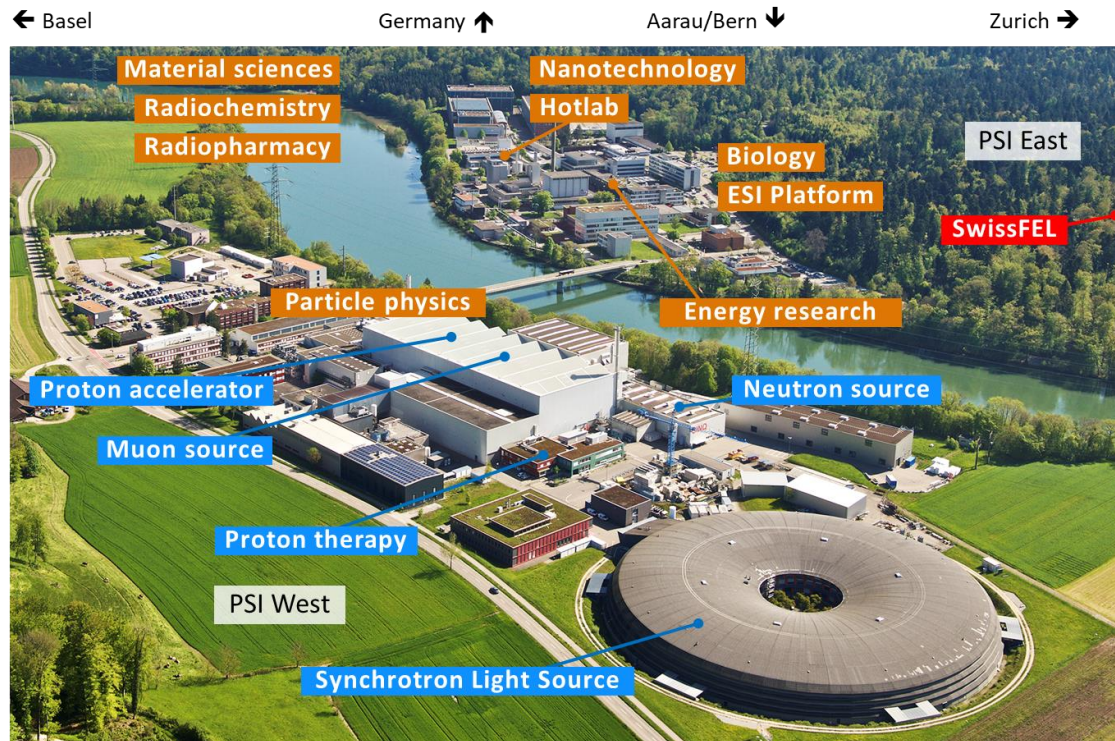 ← Basel
Germany ↑
Aarau/Bern ↓
Zurich →
Material sciences
Nanotechnology
Radiochemistry
Hotlab
Radiopharmacy
PSI East
Biology
ESI Platform
SwissFEL
Particle physics
Energy research
Proton accelerator
Neutron source
Muon source
Proton therapy
PSI West
Synchrotron Light Source